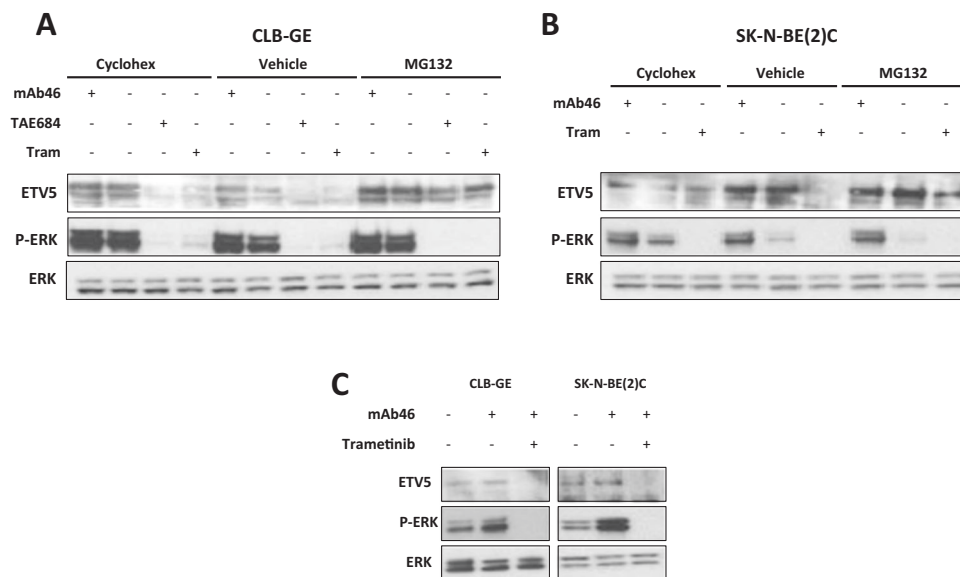 A
CLB-GE
Cyclohex Vehicle MG132
mAb46 + - - - + - - - + - - -
TAE684 - - + - - - + - - - + -
Tram - - - + - - - + - - - +
ETV5
P-ERK
ERK
B
SK-N-BE(2)C
Cyclohex Vehicle MG132
mAb46 + - - + - - + - -
Tram - - + - - + - - +
ETV5
P-ERK
ERK
C
CLB-GE SK-N-BE(2)C
mAb46 - + + - + +
Trametinib - - + - - +
ETV5
P-ERK
ERK